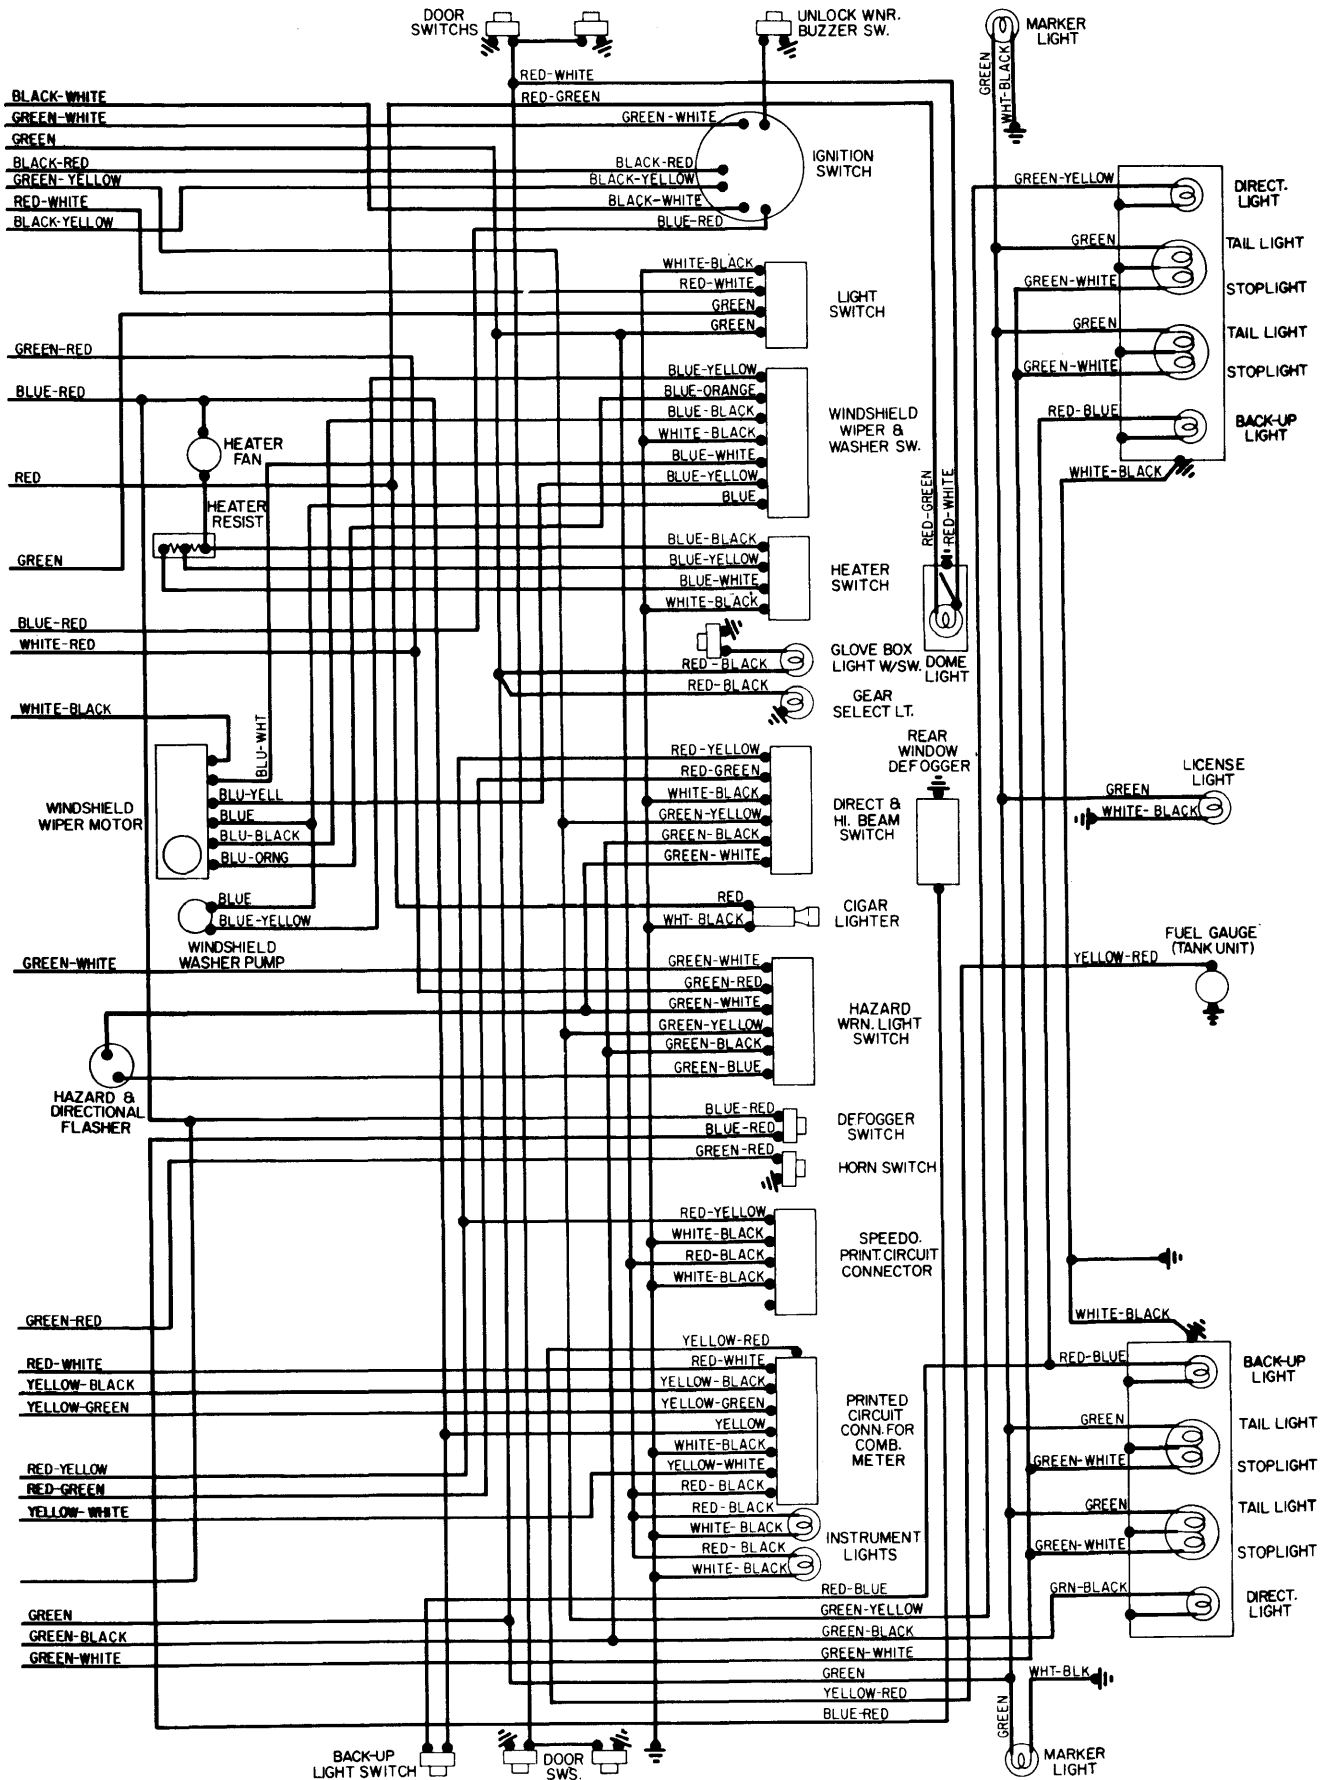 DOOR
SWITCHS
UNLOCK WNR.
BUZZER SW.
MARKER
LIGHT
GREEN
WHT-BLACK
RED-WHITE
RED-GREEN
BLACK-WHITE
GREEN-WHITE
GREEN-WHITE
GREEN
BLACK-RED
GREEN-YELLOW
RED-WHITE
BLACK-YELLOW
BLACK-RED
BLACK-YELLOW
BLACK-WHITE
BLUE-RED
IGNITION
SWITCH
GREEN-YELLOW
DIRECT.
LIGHT
GREEN
TAIL LIGHT
GREEN-WHITE
STOPLIGHT
GREEN
TAIL LIGHT
GREEN-WHITE
STOPLIGHT
RED-BLUE
BACK-UP
LIGHT
WHITE-BLACK
WHITE-BLACK
RED-WHITE
GREEN
GREEN
LIGHT
SWITCH
GREEN-RED
BLUE-RED
BLUE-YELLOW
BLUE-ORANGE
BLUE-BLACK
WHITE-BLACK
BLUE-WHITE
BLUE-YELLOW
BLUE
WINDSHIELD
WIPER &
WASHER SW.
HEATER
FAN
RED
HEATER
RESIST
RED-GREEN
RED-WHITE
GREEN
BLUE-BLACK
BLUE-YELLOW
BLUE-WHITE
WHITE-BLACK
HEATER
SWITCH
BLUE-RED
WHITE-RED
RED-BLACK
GLOVE BOX
LIGHT W/SW.
DOME
LIGHT
RED-BLACK
GEAR
SELECT LT.
WHITE-BLACK
BLU-WHT
REAR
WINDOW
DEFOGGER
RED-YELLOW
RED-GREEN
WHITE-BLACK
GREEN-YELLOW
GREEN-BLACK
GREEN-WHITE
DIRECT &
HI. BEAM
SWITCH
LICENSE
LIGHT
GREEN
WHITE-BLACK
WINDSHIELD
WIPER MOTOR
BLU-YELL
BLUE
BLU-BLACK
BLU-ORNG
BLUE
BLUE-YELLOW
WINDSHIELD
WASHER PUMP
RED
WHT-BLACK
CIGAR
LIGHTER
FUEL GAUGE
(TANK UNIT)
YELLOW-RED
GREEN-WHITE
GREEN-WHITE
GREEN-RED
GREEN-WHITE
GREEN-YELLOW
GREEN-BLACK
GREEN-BLUE
HAZARD
WRN. LIGHT
SWITCH
HAZARD &
DIRECTIONAL
FLASHER
BLUE-RED
BLUE-RED
DEFOGGER
SWITCH
GREEN-RED
HORN SWITCH
RED-YELLOW
WHITE-BLACK
RED-BLACK
WHITE-BLACK
SPEEDO.
PRINT.CIRCUIT
CONNECTOR
GREEN-RED
WHITE-BLACK
RED-WHITE
YELLOW-BLACK
YELLOW-GREEN
YELLOW-RED
RED-WHITE
YELLOW-BLACK
YELLOW-GREEN
YELLOW
WHITE-BLACK
YELLOW-WHITE
RED-BLACK
PRINTED
CIRCUIT
CONN.FOR
COMB.
METER
RED-BLUE
BACK-UP
LIGHT
GREEN
TAIL LIGHT
GREEN-WHITE
STOPLIGHT
GREEN
TAIL LIGHT
GREEN-WHITE
STOPLIGHT
GRN-BLACK
DIRECT.
LIGHT
RED-YELLOW
RED-GREEN
YELLOW-WHITE
RED-BLACK
WHITE-BLACK
RED-BLACK
WHITE-BLACK
INSTRUMENT
LIGHTS
RED-BLUE
GREEN-YELLOW
GREEN-BLACK
GREEN-WHITE
GREEN
YELLOW-RED
BLUE-RED
GREEN
GREEN-BLACK
GREEN-WHITE
WHT-BLK
GREEN
BACK-UP
LIGHT SWITCH
DOOR
SWS.
MARKER
LIGHT